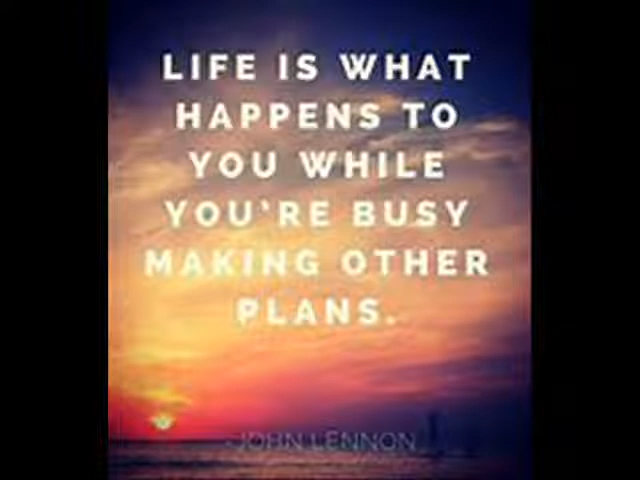 LIFE IS WHAT
HAPPENS TO
YOU WHILE
YOU'RE BUSY
MAKING OTHER
PLANS.
-JOHN LENNON